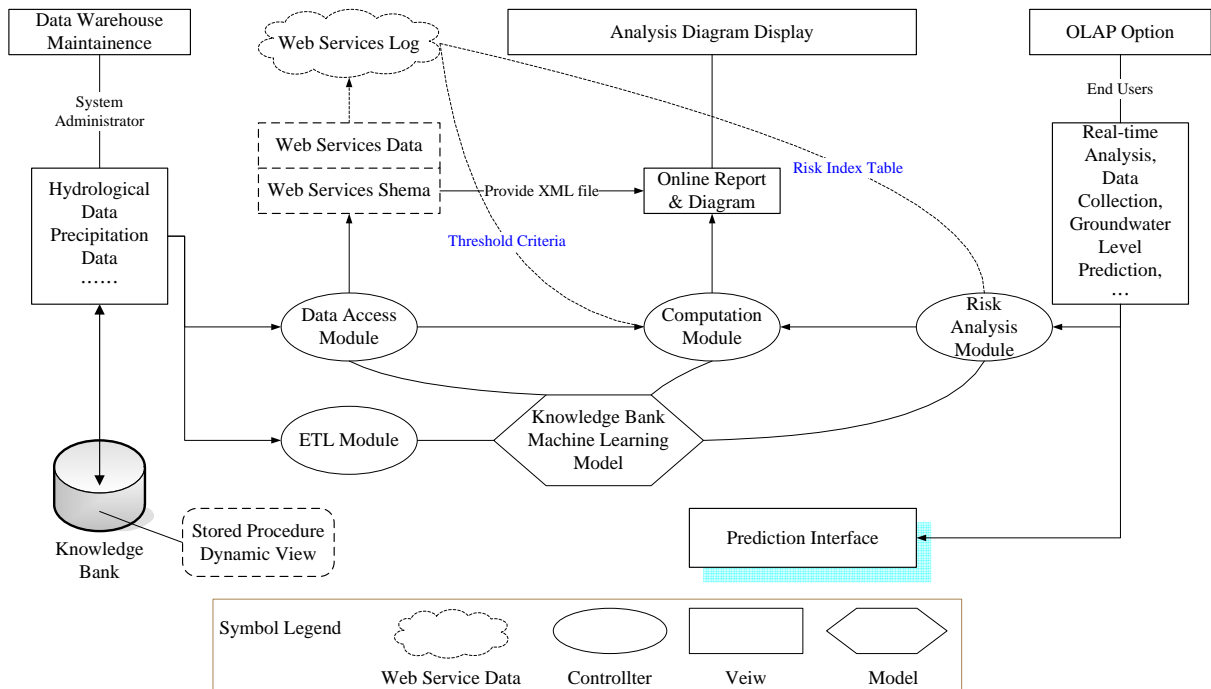 Data Warehouse
Maintainence
Web Services Log
Analysis Diagram Display
OLAP Option
System
Administrator
End Users
Web Services Data
Web Services Shema
Provide XML file
Online Report
& Diagram
Risk Index Table
Threshold Criteria
Hydrological
Data
Precipitation
Data
……
Real-time
Analysis,
Data
Collection,
Groundwater
Level
Prediction,
…
Data Access
Module
Computation
Module
Risk
Analysis
Module
ETL Module
Knowledge Bank
Machine Learning
Model
Knowledge
Bank
Stored Procedure
Dynamic View
Prediction Interface
Symbol Legend
Web Service Data
Controllter
Veiw
Model